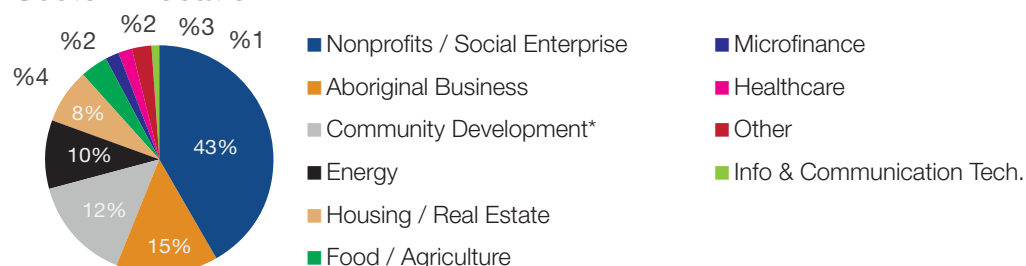 %2 %2 %3 %1
%4
8%
10%
12%
15%
43%
Nonprofits / Social Enterprise
Aboriginal Business
Community Development*
Energy
Housing / Real Estate
Food / Agriculture
Microfinance
Healthcare
Other
Info & Communication Tech.